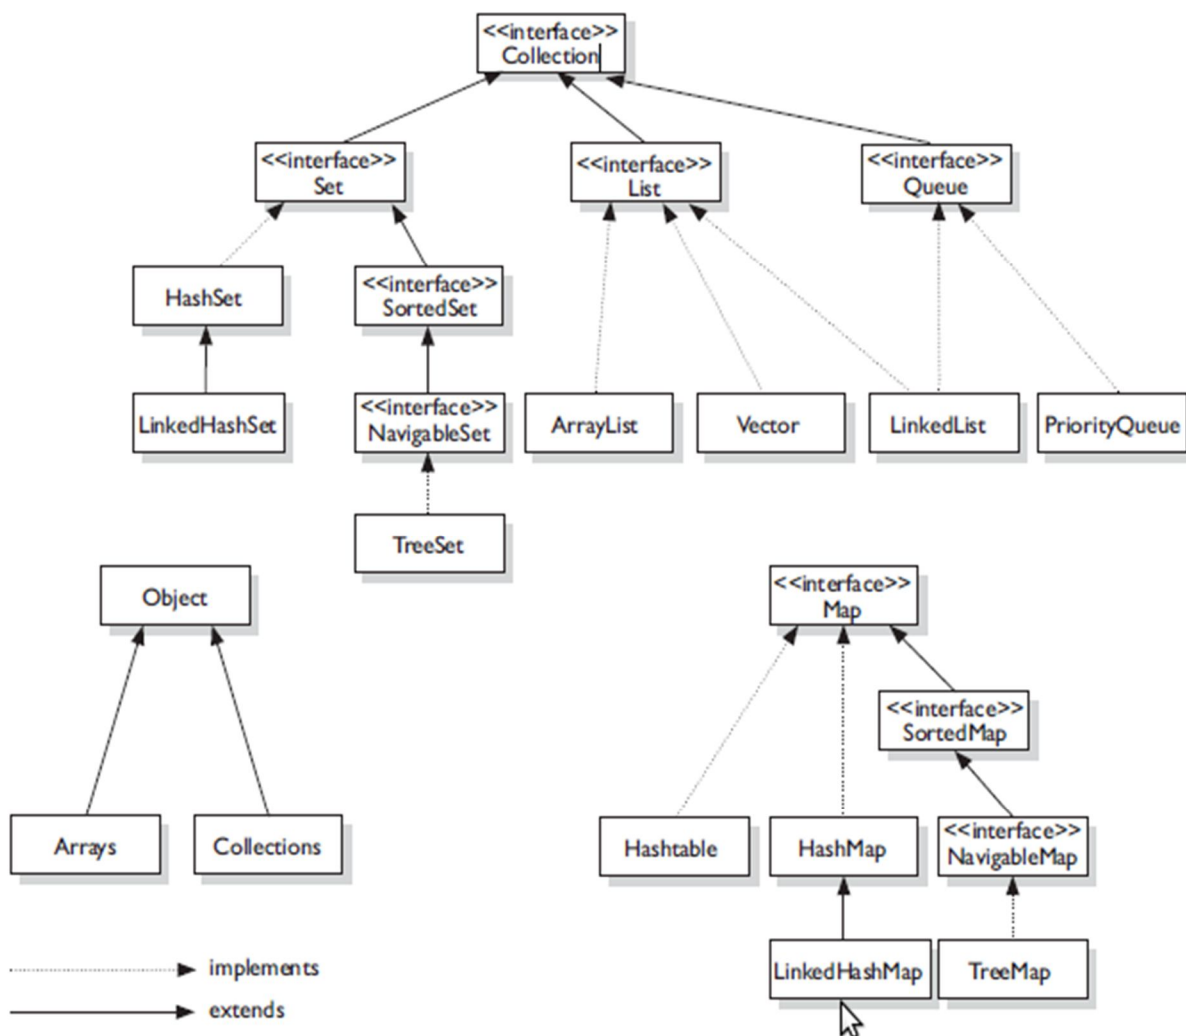 <<interface>>
Collection
<<interface>>
Set
<<interface>>
List
<<interface>>
Queue
HashSet
<<interface>>
SortedSet
LinkedHashSet
<<interface>>
NavigableSet
ArrayList
Vector
LinkedList
PriorityQueue
TreeSet
Object
<<interface>>
Map
<<interface>>
SortedMap
Arrays
Collections
Hashtable
HashMap
<<interface>>
NavigableMap
LinkedHashMap
TreeMap
implements
extends